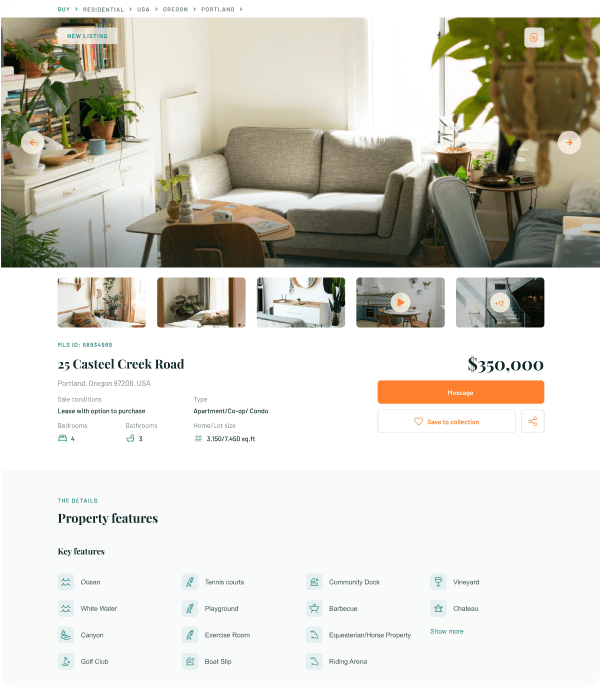 BUY > RESIDENTIAL > USA > OREGON > PORTLAND >
NEW LISTING
+12
MLS ID: 68934989
25 Casteel Creek Road
$350,000
Portland, Oregon 97206, USA
Message
Sale conditions
Type
Lease with option to purchase
Apartment/Co-op/ Condo
Save to collection
Bedrooms
Bathrooms
Home/Lot size
4
3
3,150/7,450 sq.ft
THE DETAILS
Property features
Key features
Ocean
Tennis courts
Community Dock
Vineyard
White Water
Playground
Barbecue
Chateau
Canyon
Exercise Room
Equesterian/Horse Property
Show more
Golf Club
Boat Slip
Riding Arena